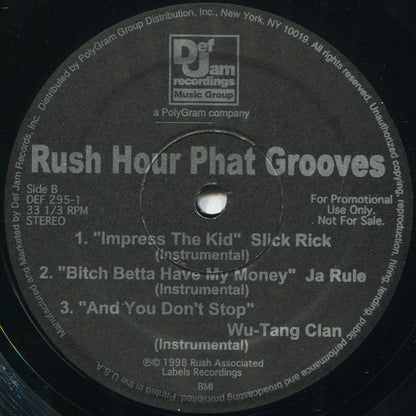 Manufactured and Marketed by Def Jam Records, Inc. Distributed by PolyGram Group Distribution, Inc., New York, NY 10019. All rights reserved. Unauthorized copying, reproduction, hiring, lending, public performance and broadcasting prohibited. Printed in the U.S.A.
Def
Jam
recordings
Music Group
a PolyGram company
Rush Hour Phat Grooves
Side B
DEF 295-1
33 1/3 RPM
STEREO
For Promotional
Use Only.
Not For Sale.
1. "Impress The Kid" Slick Rick
(Instrumental)
2. "Bitch Betta Have My Money" Ja Rule
(Instrumental)
3. "And You Don't Stop"
Wu-Tang Clan
(Instrumental)
℗© 1998 Rush Associated
Labels Recordings
BMI